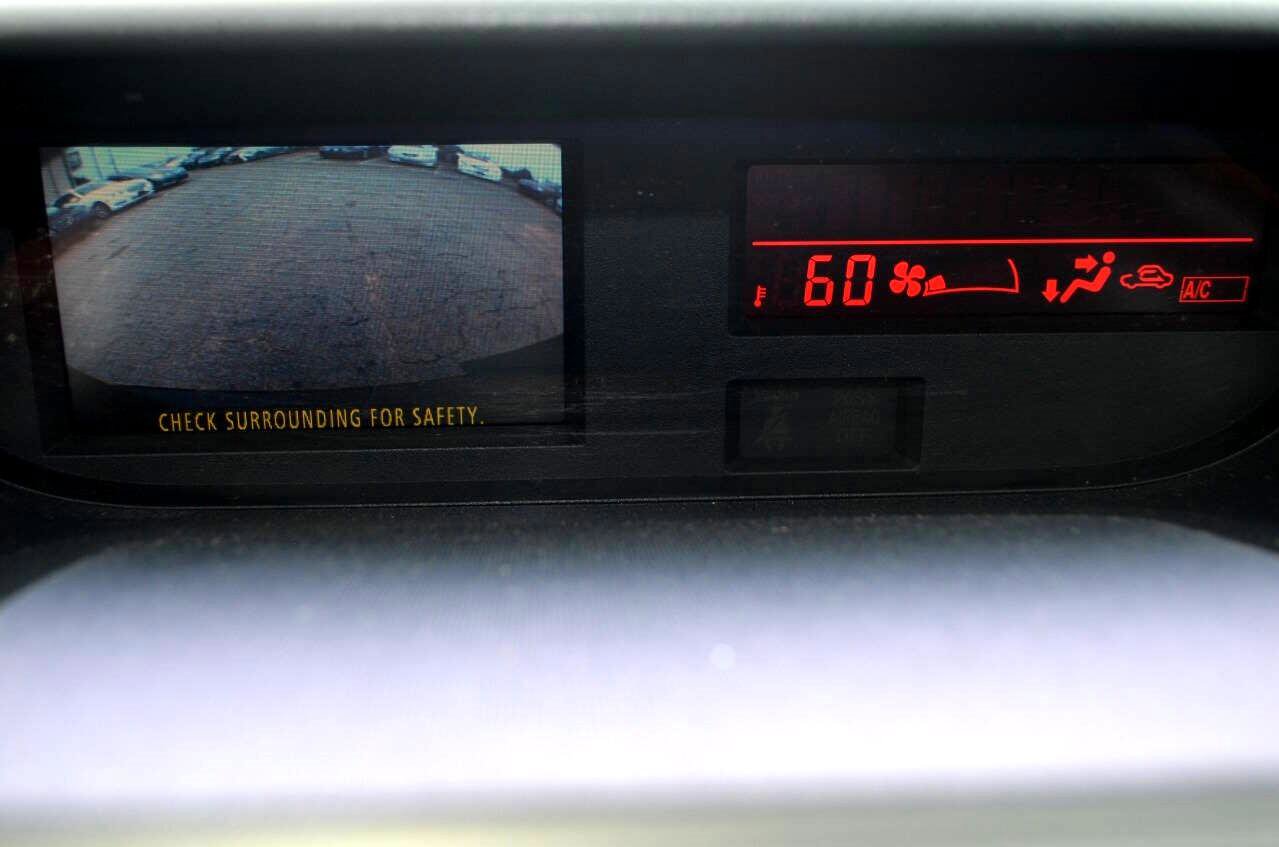 CHECK SURROUNDING FOR SAFETY.
60
A/C